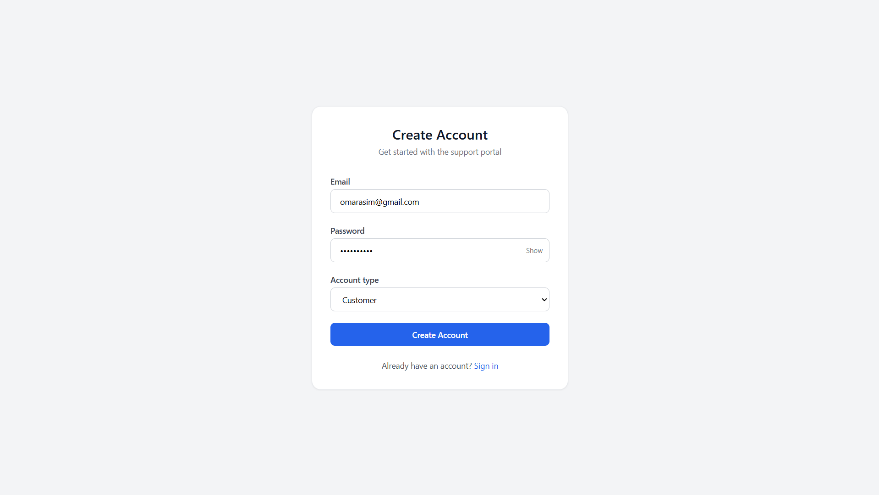 Create Account
Get started with the support portal
Email
omarasim@gmail.com
Password
••••••••••
Show
Account type
Customer
Create Account
Already have an account? Sign in